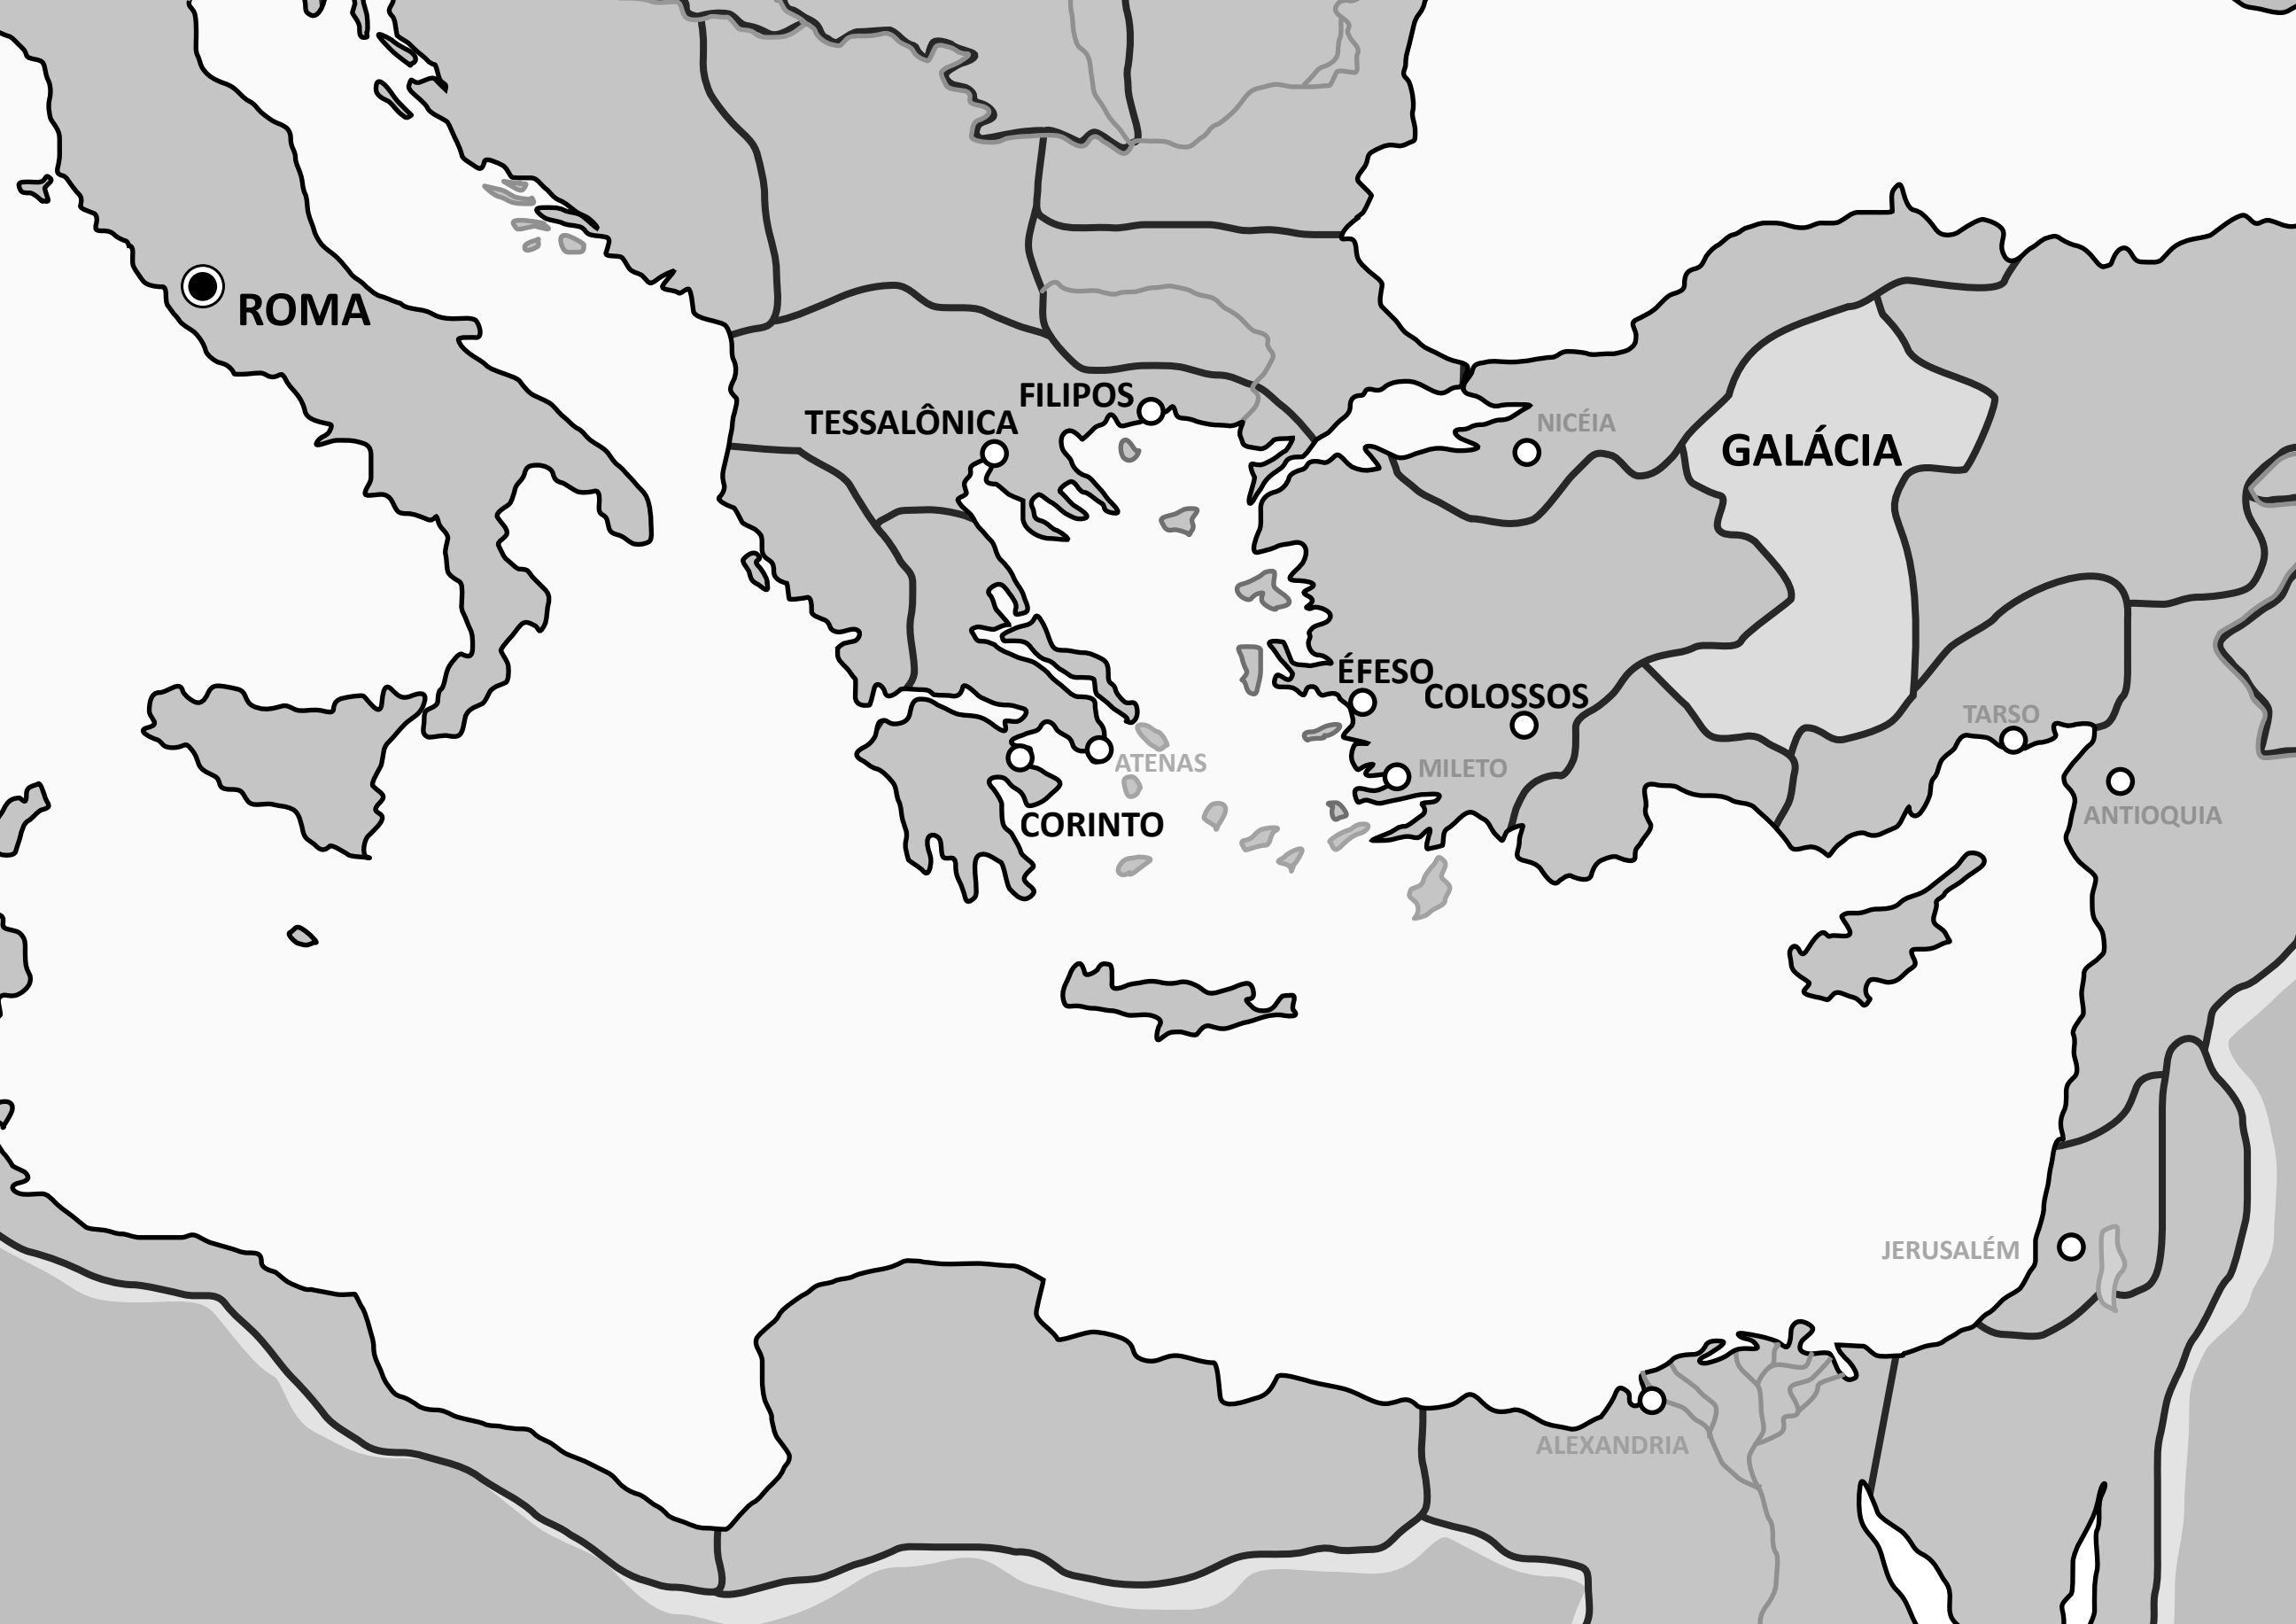 ROMA
FILIPOS
TESSALÔNICA
NICÉIA
GALÁCIA
ÉFESO
COLOSSOS
TARSO
ATENAS
MILETO
ANTIOQUIA
CORINTO
JERUSALÉM
ALEXANDRIA